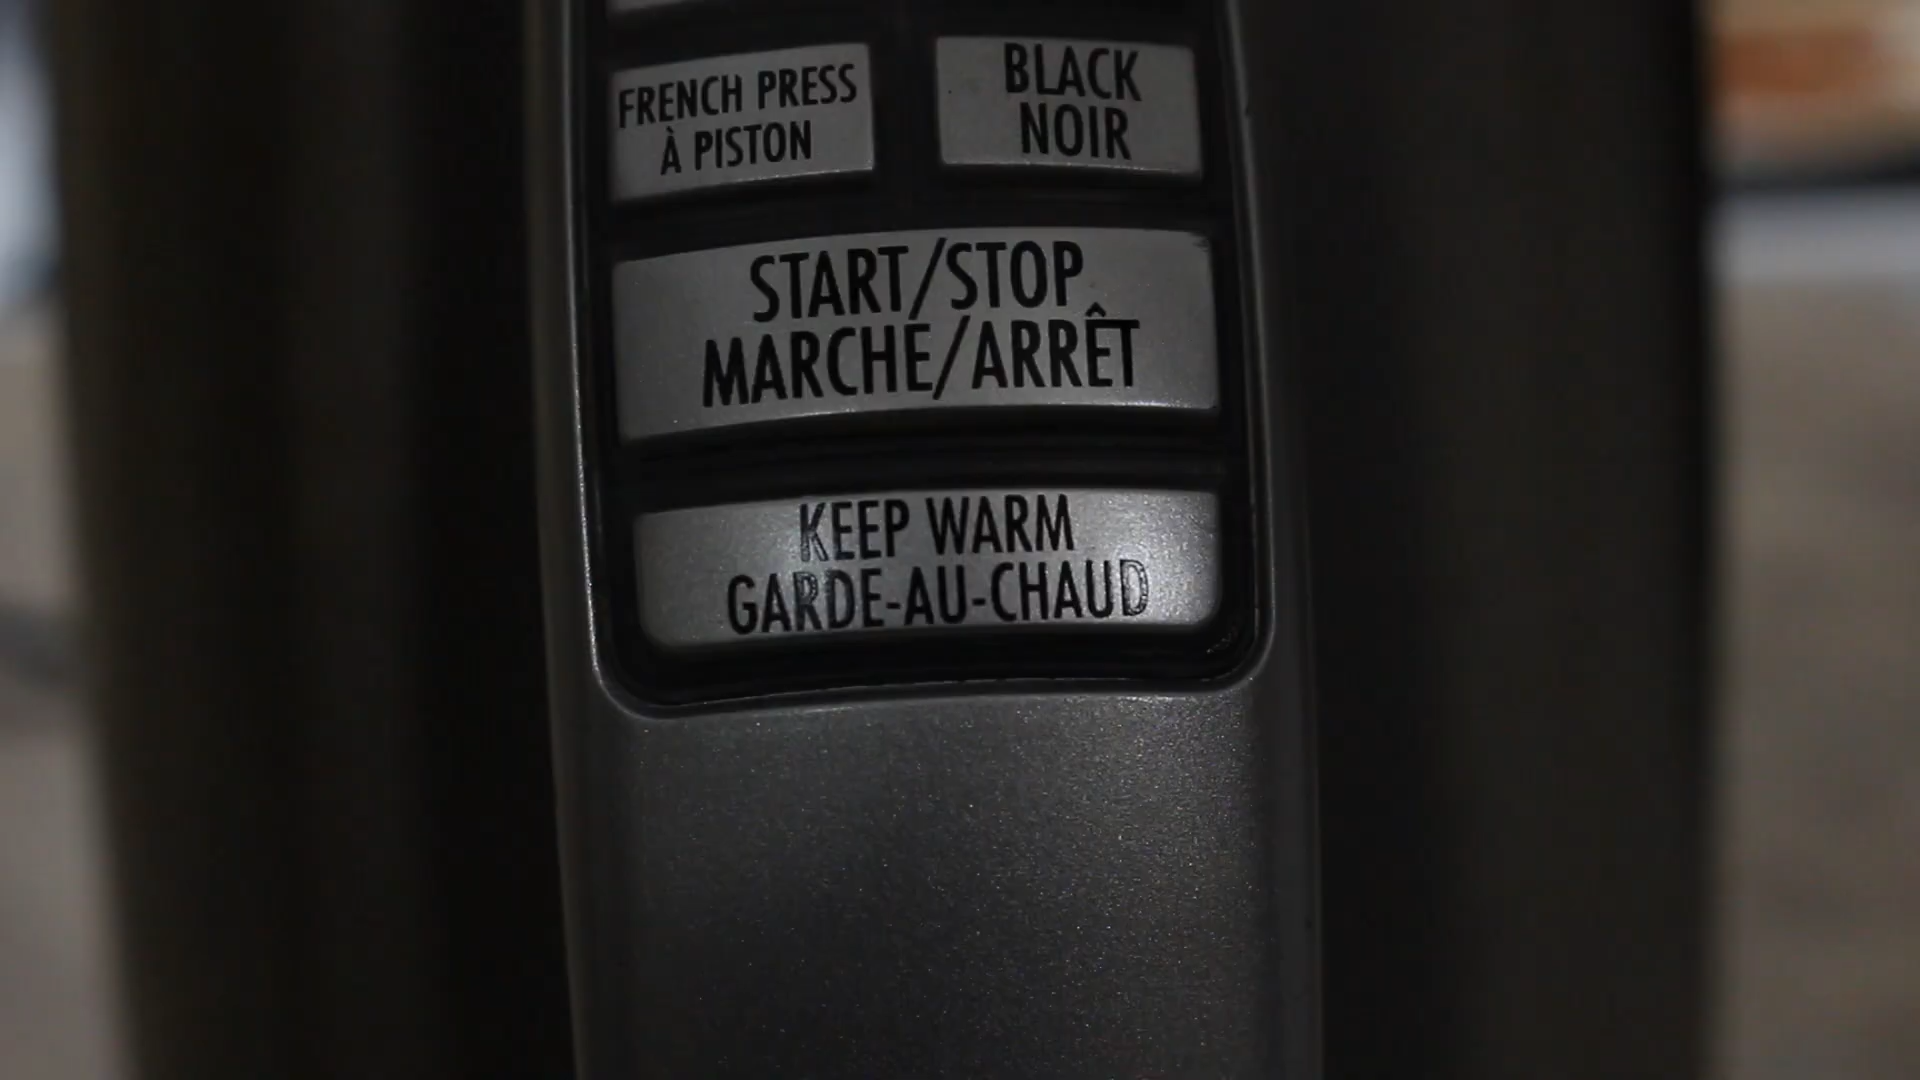 FRENCH PRESS
À PISTON
BLACK
NOIR
START/STOP
MARCHE/ARRÊT
KEEP WARM
GARDE-AU-CHAUD